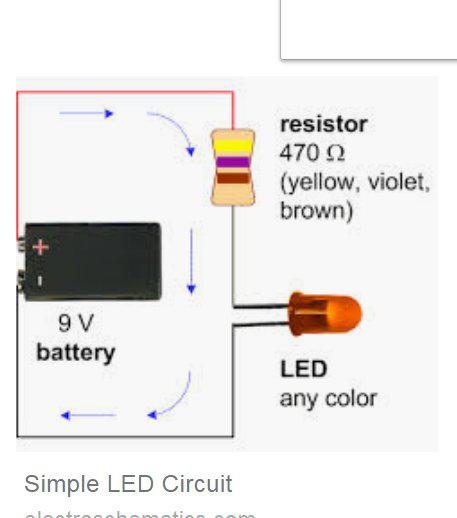 resistor
470 Ω
(yellow, violet,
brown)
+
-
9 V
battery
LED
any color
Simple LED Circuit